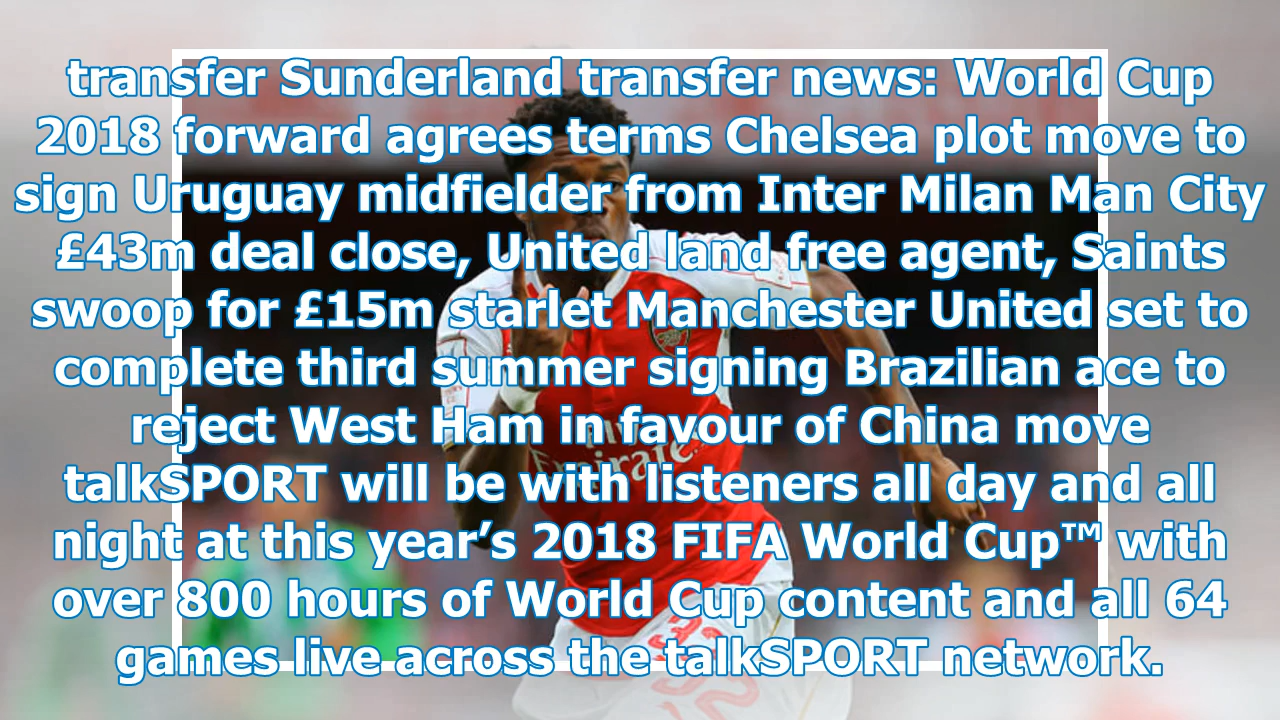 transfer Sunderland transfer news: World Cup
2018 forward agrees terms Chelsea plot move to
sign Uruguay midfielder from Inter Milan Man City
£43m deal close, United land free agent, Saints
swoop for £15m starlet Manchester United set to
complete third summer signing Brazilian ace to
reject West Ham in favour of China move
talkSPORT will be with listeners all day and all
night at this year’s 2018 FIFA World Cup™ with
over 800 hours of World Cup content and all 64
games live across the talkSPORT network.